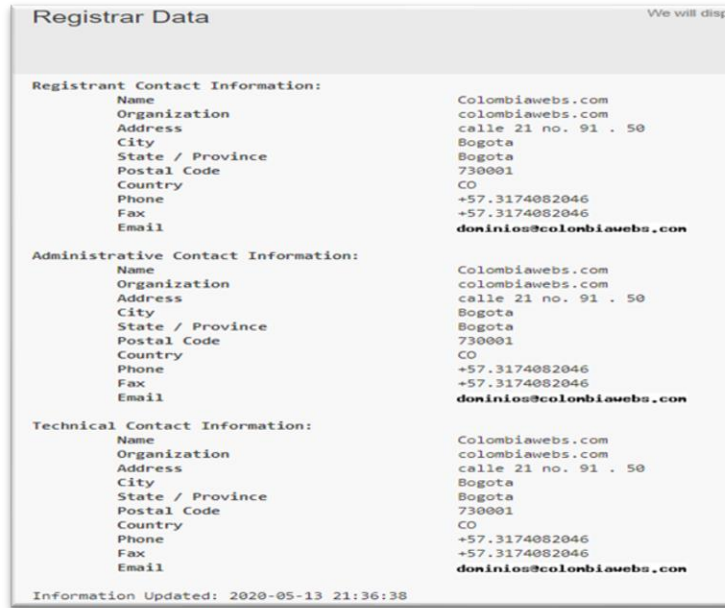 Registrar Data
We will disp
Registrant Contact Information:
Name Colombiawebs.com
Organization colombiawebs.com
Address calle 21 no. 91 . 50
City Bogota
State / Province Bogota
Postal Code 730001
Country CO
Phone +57.3174082046
Fax +57.3174082046
Email dominios@colombiawebs.com
Administrative Contact Information:
Name Colombiawebs.com
Organization colombiawebs.com
Address calle 21 no. 91 . 50
City Bogota
State / Province Bogota
Postal Code 730001
Country CO
Phone +57.3174082046
Fax +57.3174082046
Email dominios@colombiawebs.com
Technical Contact Information:
Name Colombiawebs.com
Organization colombiawebs.com
Address calle 21 no. 91 . 50
City Bogota
State / Province Bogota
Postal Code 730001
Country CO
Phone +57.3174082046
Fax +57.3174082046
Email dominios@colombiawebs.com
Information Updated: 2020-05-13 21:36:38